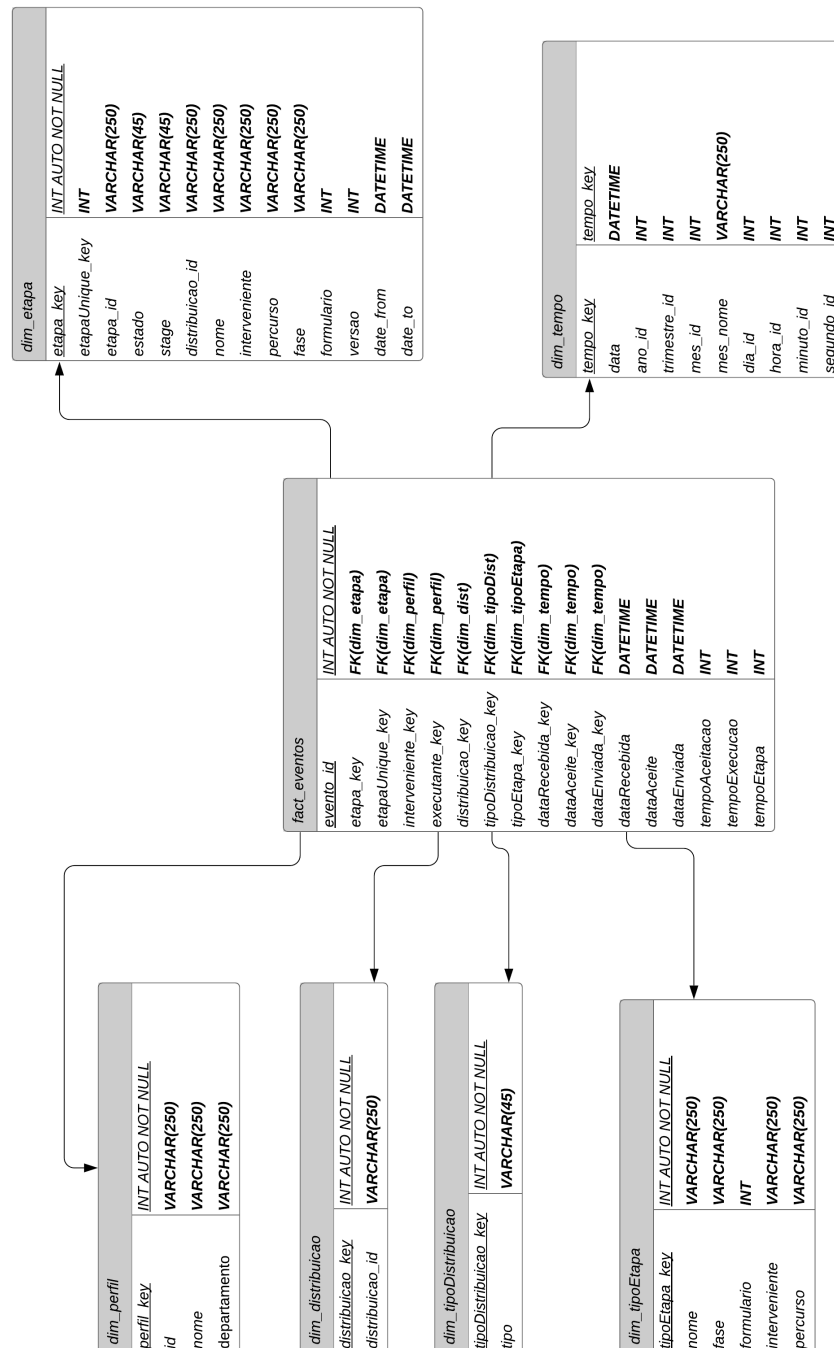 dim_etapa
etapa_key INT AUTO NOT NULL
etapaUnique_key INT
etapa_id VARCHAR(250)
estado VARCHAR(45)
stage VARCHAR(45)
distribuicao_id VARCHAR(250)
nome VARCHAR(250)
interveniente VARCHAR(250)
percurso VARCHAR(250)
fase VARCHAR(250)
formulario INT
versao INT
date_from DATETIME
date_to DATETIME
dim_tempo
tempo_key tempo_key
data DATETIME
ano_id INT
trimestre_id INT
mes_id INT
mes_nome VARCHAR(250)
dia_id INT
hora_id INT
minuto_id INT
segundo_id INT
fact_eventos
evento_id INT AUTO NOT NULL
etapa_key FK(dim_etapa)
etapaUnique_key FK(dim_etapa)
interveniente_key FK(dim_perfil)
executante_key FK(dim_perfil)
distribuicao_key FK(dim_dist)
tipoDistribuicao_key FK(dim_tipoDist)
tipoEtapa_key FK(dim_tipoEtapa)
dataRecebida_key FK(dim_tempo)
dataAceite_key FK(dim_tempo)
dataEnviada_key FK(dim_tempo)
dataRecebida DATETIME
dataAceite DATETIME
dataEnviada DATETIME
tempoAceitacao INT
tempoExecucao INT
tempoEtapa INT
dim_perfil
perfil_key INT AUTO NOT NULL
id VARCHAR(250)
nome VARCHAR(250)
departamento VARCHAR(250)
dim_distribuicao
distribuicao_key INT AUTO NOT NULL
distribuicao_id VARCHAR(250)
dim_tipoDistribuicao
tipoDistribuicao_key INT AUTO NOT NULL
tipo VARCHAR(45)
dim_tipoEtapa
tipoEtapa_key INT AUTO NOT NULL
nome VARCHAR(250)
fase VARCHAR(250)
formulario INT
interveniente VARCHAR(250)
percurso VARCHAR(250)